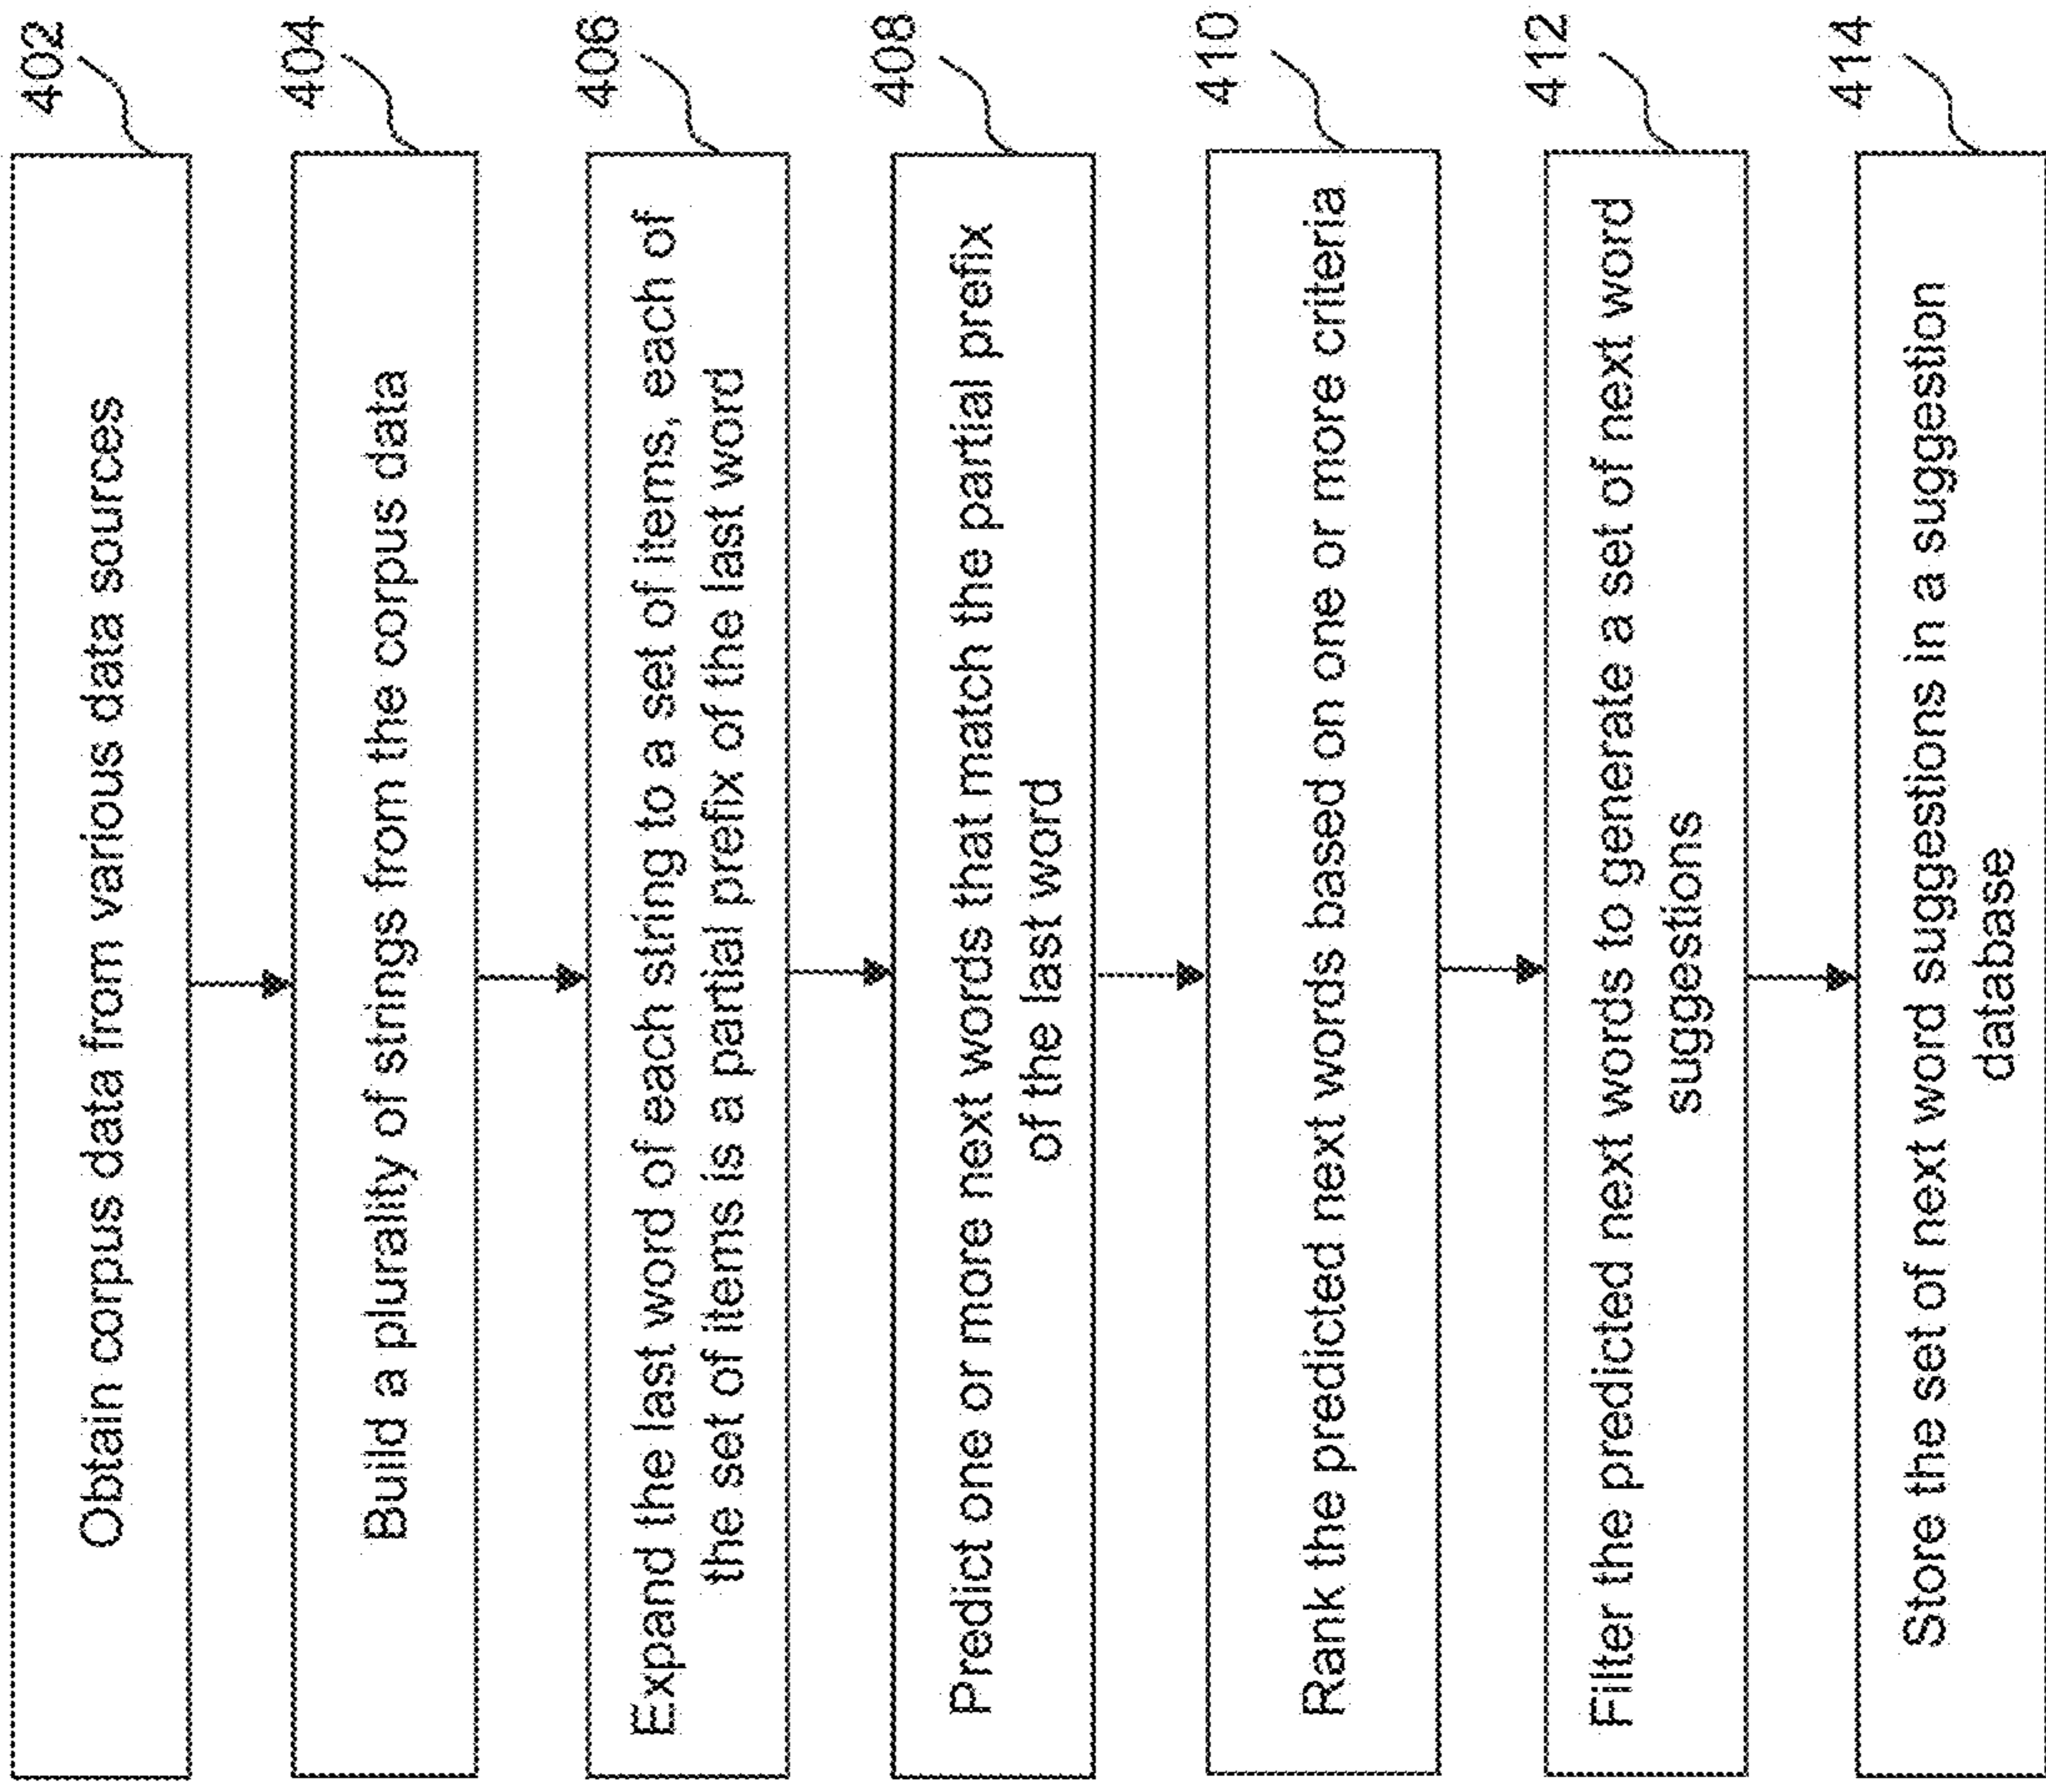 402
Obtain corpus data from various data sources
404
Build a plurality of strings from the corpus data
406
Expand the last word of each string to a set of items, each of
the set of items is a partial prefix of the last word
408
Predict one or more next words that match the partial prefix
of the last word
410
Rank the predicted next words based on one or more criteria
412
Filter the predicted next words to generate a set of next word
suggestions
414
Store the set of next word suggestions in a suggestion
database